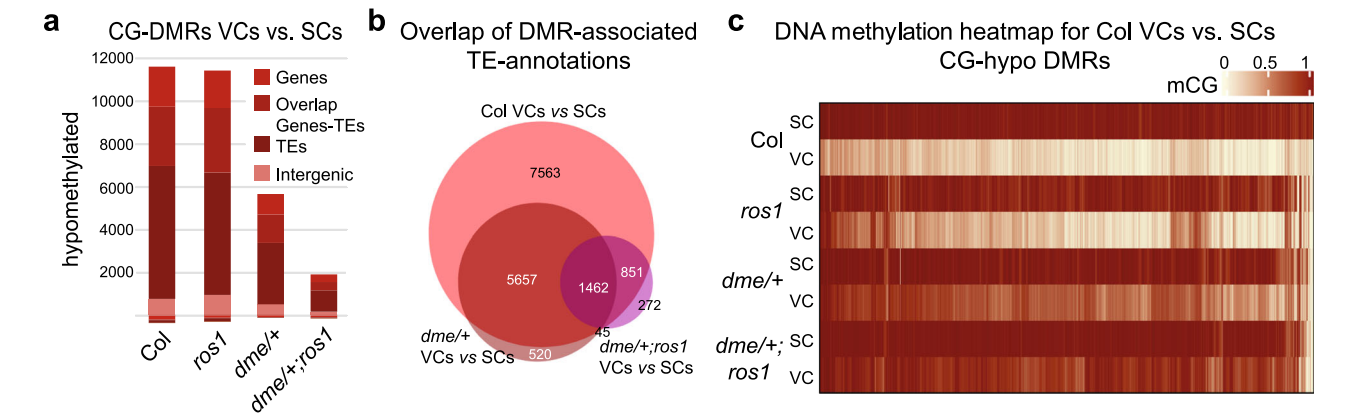 a
CG-DMRs VCs vs. SCs
hypomethylated
12000
10000
8000
6000
4000
2000
Genes
Overlap
Genes-TEs
TEs
Intergenic
Col
ros1
dme/+
dme/+;ros1
b
Overlap of DMR-associated
TE-annotations
Col VCs vs SCs
7563
5657
1462
851
272
45
520
dme/+
VCs vs SCs
dme/+;ros1
VCs vs SCs
c
DNA methylation heatmap for Col VCs vs. SCs
CG-hypo DMRs
mCG
0 0.5 1
Col
SC
VC
ros1
SC
VC
dme/+
SC
VC
dme/+;
ros1
SC
VC